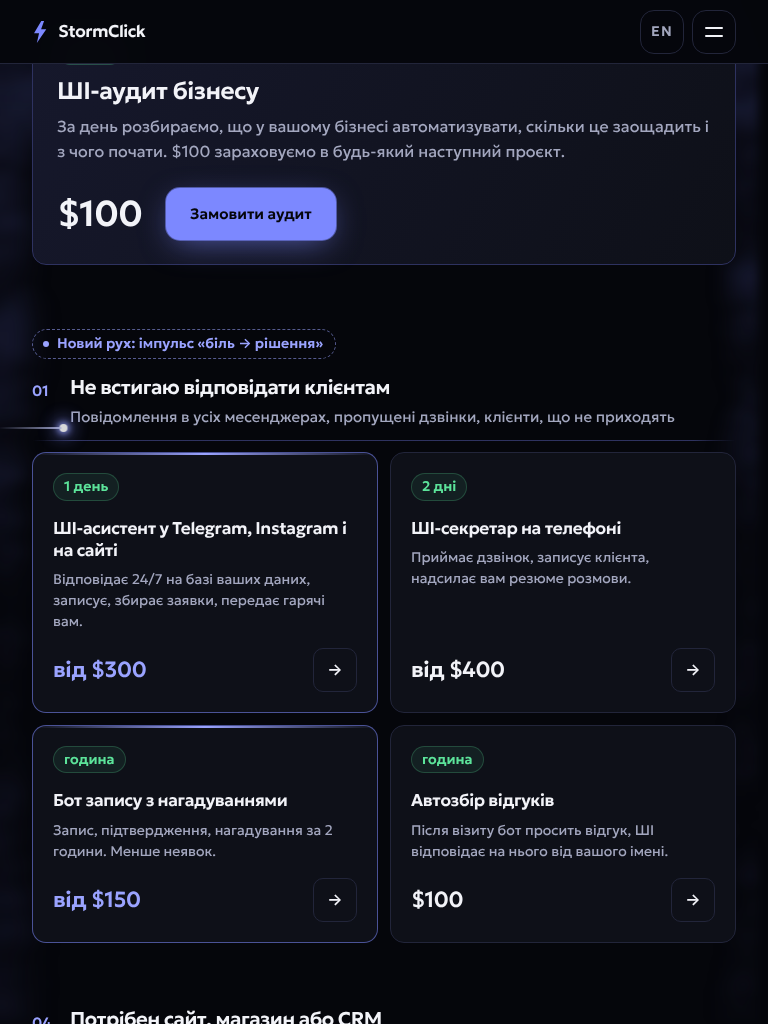 StormClick
EN
ШІ-аудит бізнесу
За день розбираємо, що у вашому бізнесі автоматизувати, скільки це заощадить і
з чого почати. $100 зараховуємо в будь-який наступний проєкт.
$100
Замовити аудит
Новий рух: імпульс «біль → рішення»
01
Не встигаю відповідати клієнтам
Повідомлення в усіх месенджерах, пропущені дзвінки, клієнти, що не приходять
1 день
ШІ-асистент у Telegram, Instagram і
на сайті
Відповідає 24/7 на базі ваших даних,
записує, збирає заявки, передає гарячі
вам.
від $300
→
2 дні
ШІ-секретар на телефоні
Приймає дзвінок, записує клієнта,
надсилає вам резюме розмови.
від $400
→
година
Бот запису з нагадуваннями
Запис, підтвердження, нагадування за 2
години. Менше неявок.
від $150
→
година
Автозбір відгуків
Після візиту бот просить відгук, ШІ
відповідає на нього від вашого імені.
$100
→
04
Потрібен сайт, магазин або CRM